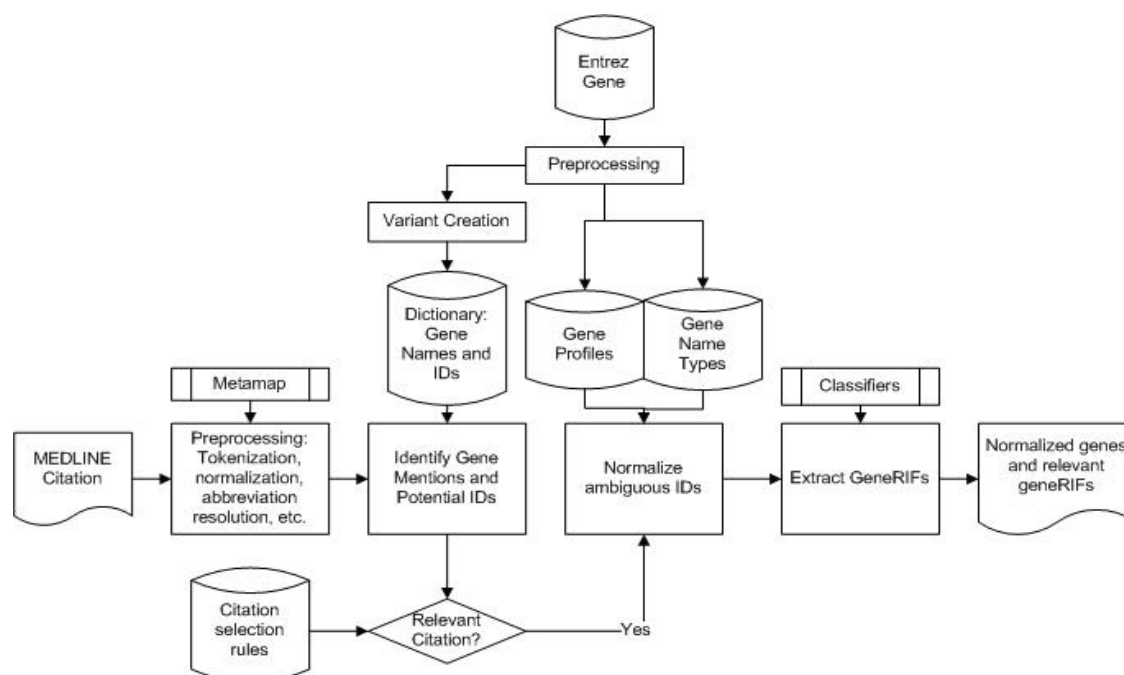 Entrez
Gene
Preprocessing
Variant Creation
Dictionary:
Gene
Names and
IDs
Gene
Profiles
Gene
Name
Types
Metamap
Classifiers
MEDLINE
Citation
Preprocessing:
Tokenization,
normalization,
abbreviation
resolution, etc.
Identify Gene
Mentions and
Potential IDs
Normalize
ambiguous IDs
Extract GeneRIFs
Normalized genes
and relevant
geneRIFs
Citation
selection
rules
Relevant
Citation?
Yes